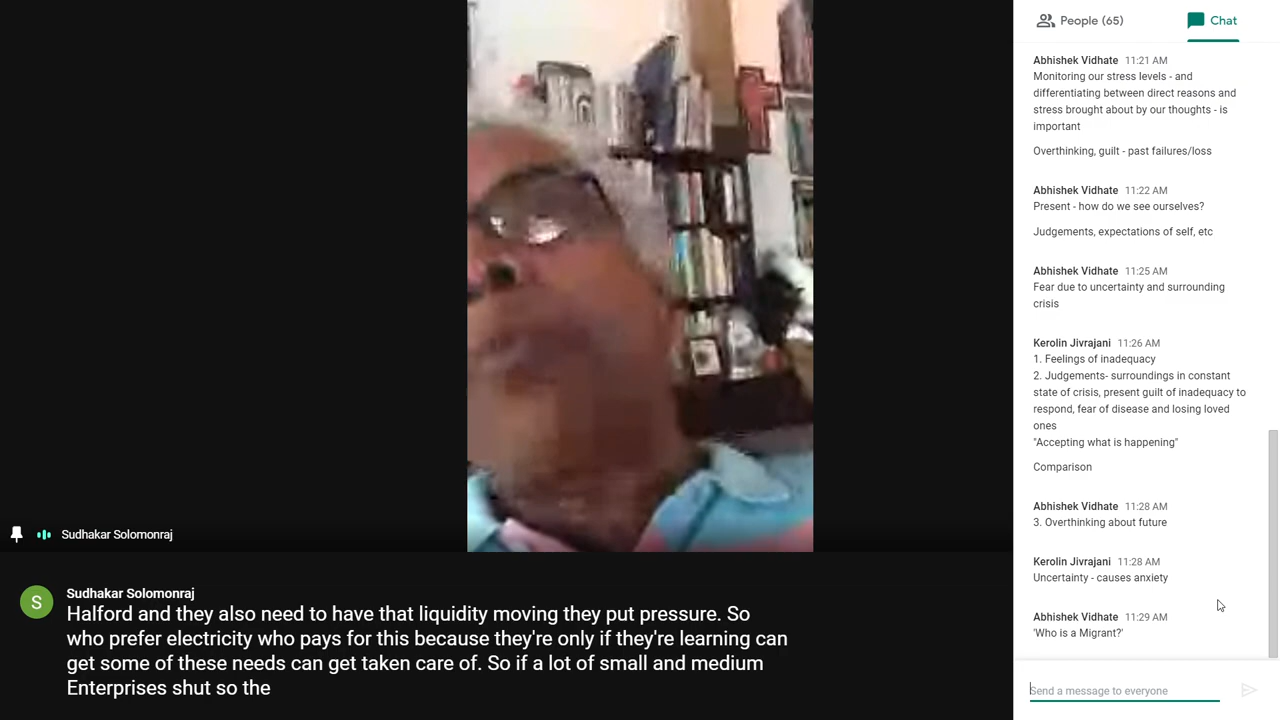 People (65)
Chat
Abhishek Vidhate 11:21 AM
Monitoring our stress levels - and
differentiating between direct reasons and
stress brought about by our thoughts - is
important
Overthinking, guilt - past failures/loss
Abhishek Vidhate 11:22 AM
Present - how do we see ourselves?
Judgements, expectations of self, etc
Abhishek Vidhate 11:25 AM
Fear due to uncertainty and surrounding
crisis
Kerolin Jivrajani 11:26 AM
1. Feelings of inadequacy
2. Judgements- surroundings in constant
state of crisis, present guilt of inadequacy to
respond, fear of disease and losing loved
ones
"Accepting what is happening"
Comparison
Abhishek Vidhate 11:28 AM
3. Overthinking about future
Kerolin Jivrajani 11:28 AM
Uncertainty - causes anxiety
Abhishek Vidhate 11:29 AM
'Who is a Migrant?'
Send a message to everyone
Sudhakar Solomonraj
S
Sudhakar Solomonraj
Halford and they also need to have that liquidity moving they put pressure. So
who prefer electricity who pays for this because they're only if they're learning can
get some of these needs can get taken care of. So if a lot of small and medium
Enterprises shut so the